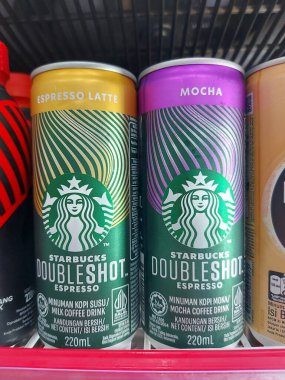 ESPRESSO LATTE
STARBUCKS
DOUBLESHOT
ESPRESSO
MINUMAN KOPI SUSU/
MILK COFFEE DRINK
KANDUNGAN BERSIH/
NET CONTENT/ ISI BERSIH
220ml
MOCHA
STARBUCKS
DOUBLESHOT
ESPRESSO
MINUMAN KOPI MOKA/
MOCHA COFFEE DRINK
KANDUNGAN BERSIH/
NET CONTENT/ ISI BERSIH
220ml